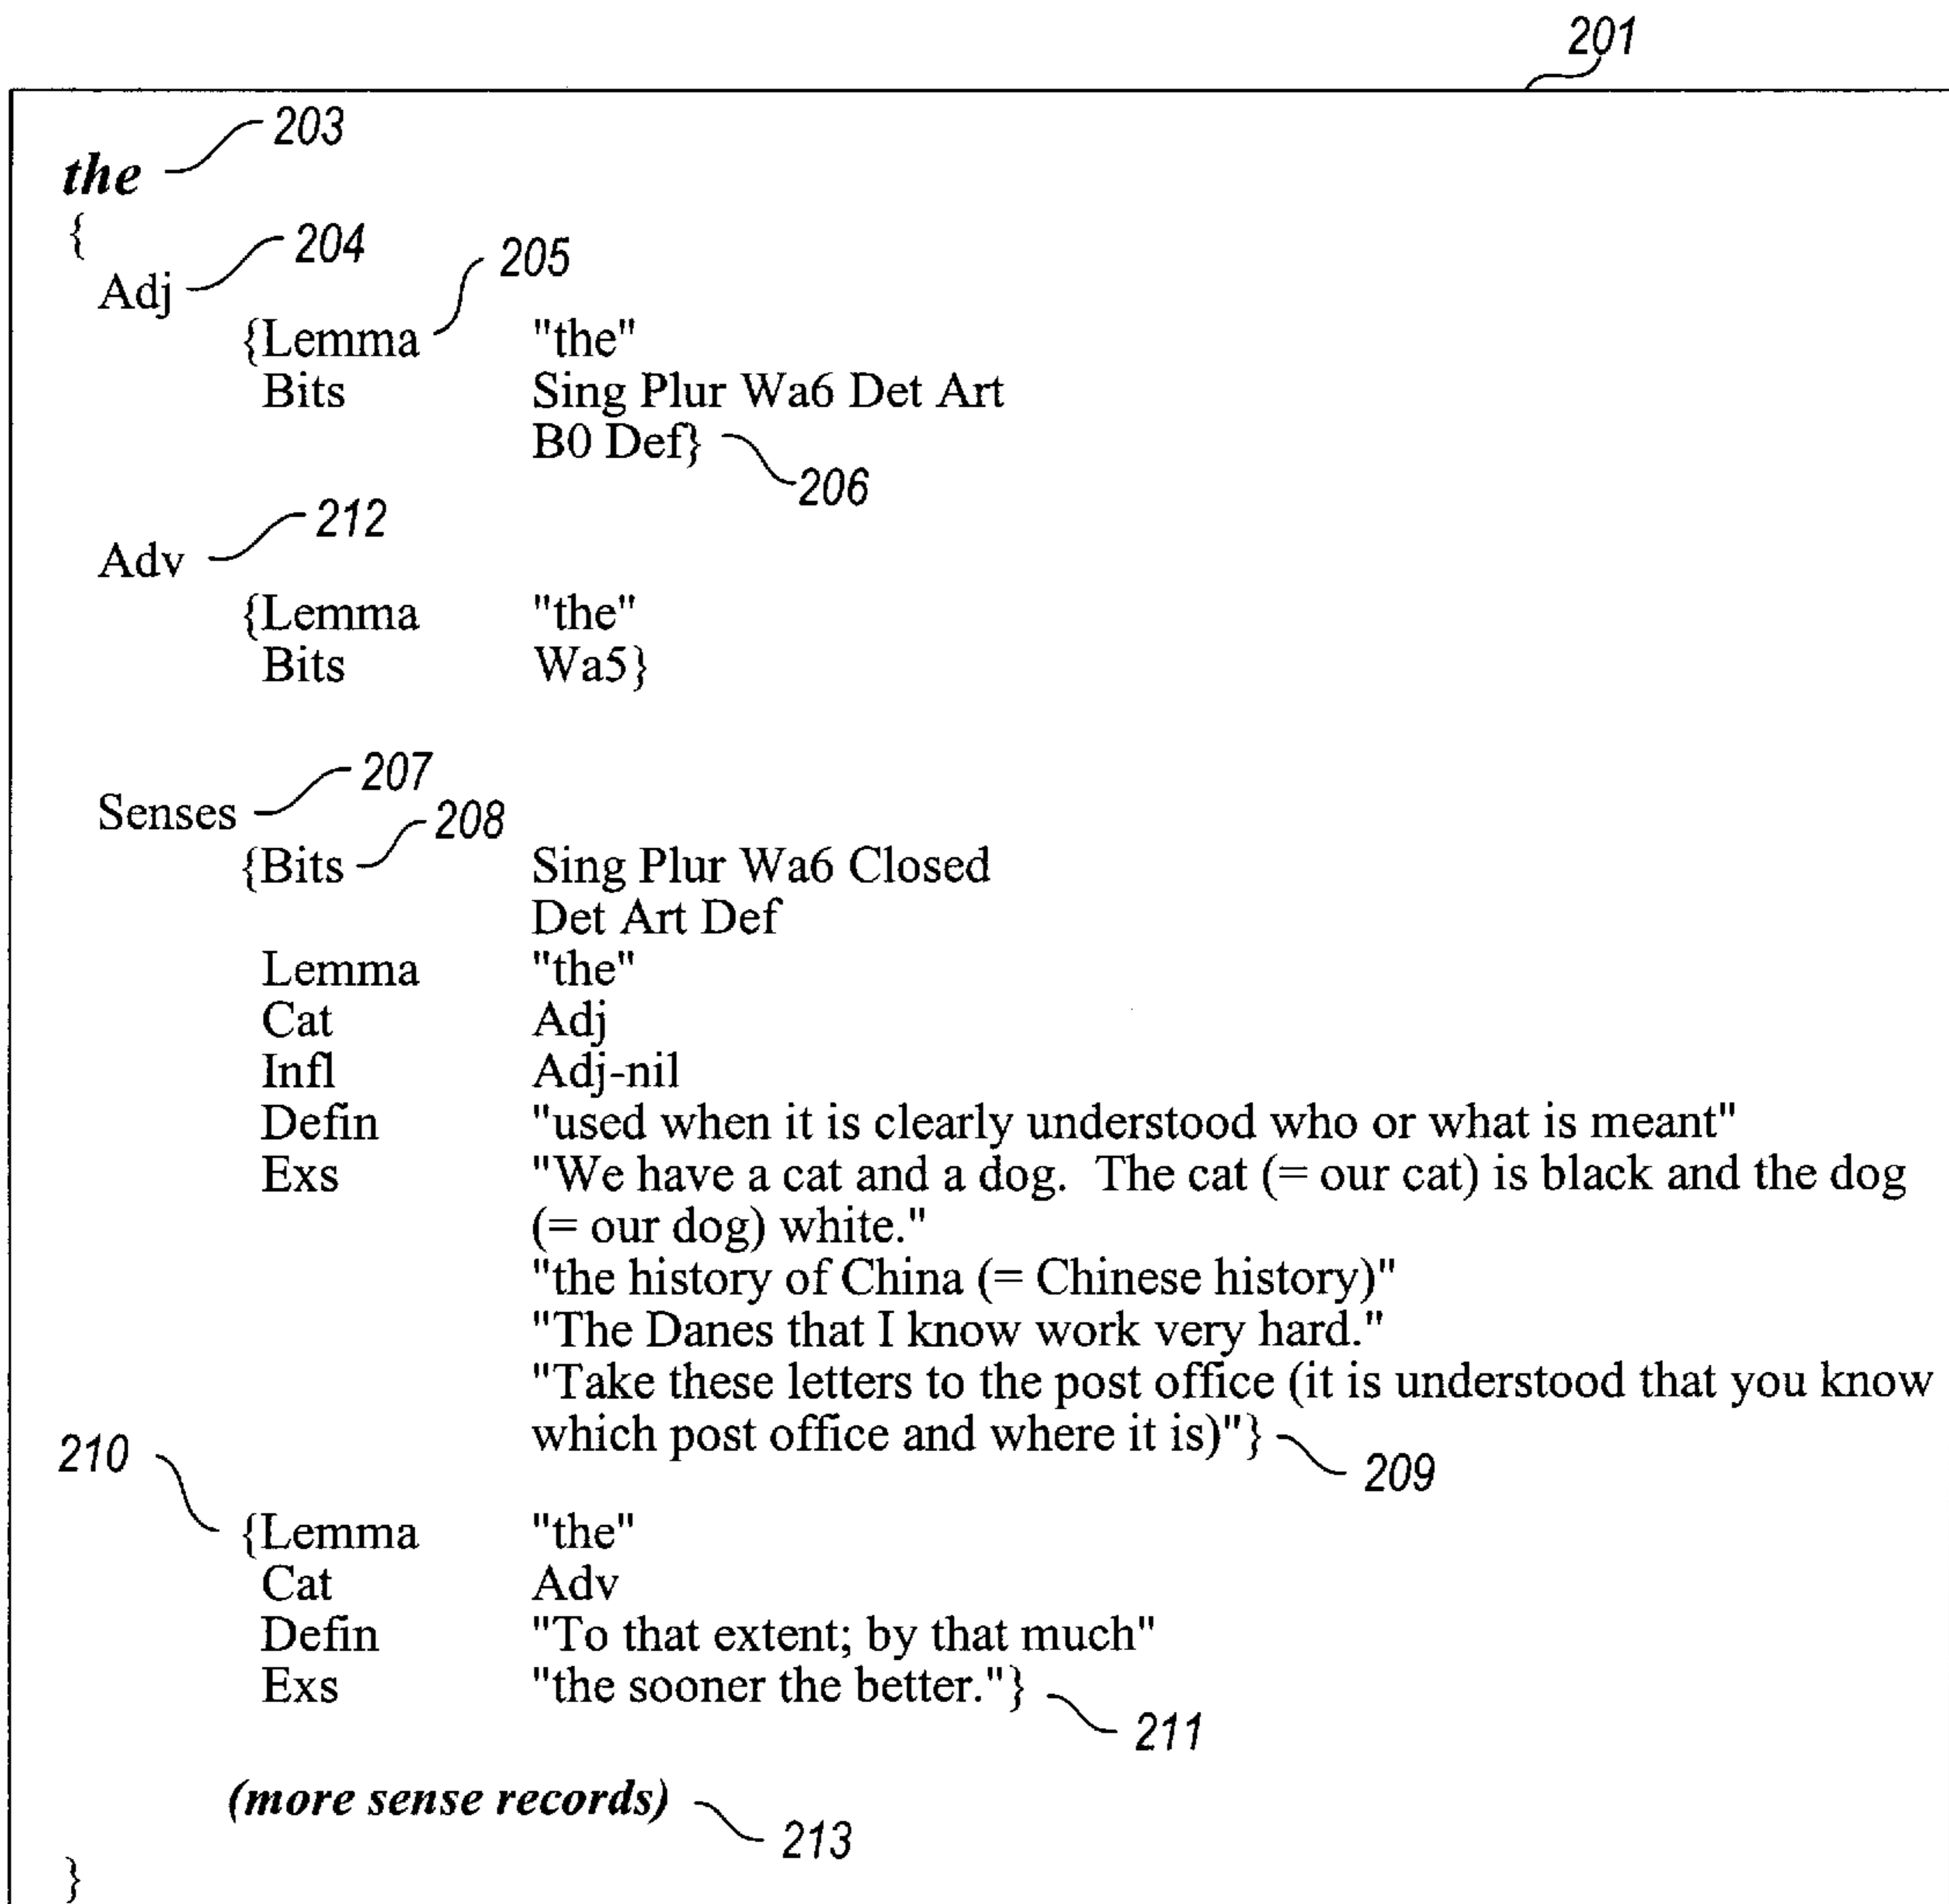 201
203
the
{
204
Adj
205
{Lemma "the"
Bits Sing Plur Wa6 Det Art
B0 Def}
206
212
Adv
{Lemma "the"
Bits Wa5}
207
Senses
208
{Bits Sing Plur Wa6 Closed
Det Art Def
Lemma "the"
Cat Adj
Infl Adj-nil
Defin "used when it is clearly understood who or what is meant"
Exs "We have a cat and a dog. The cat (= our cat) is black and the dog
(= our dog) white."
"the history of China (= Chinese history)"
"The Danes that I know work very hard."
"Take these letters to the post office (it is understood that you know
which post office and where it is)"}
209
210
{Lemma "the"
Cat Adv
Defin "To that extent; by that much"
Exs "the sooner the better."}
211
(more sense records)
213
}